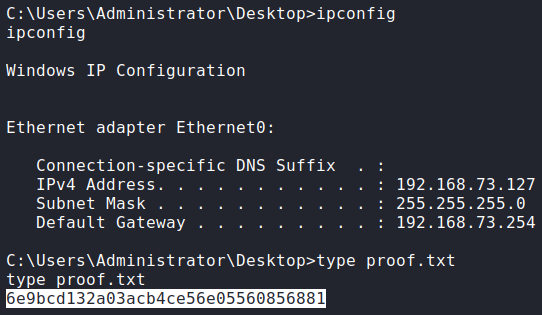 C:\Users\Administrator\Desktop>ipconfig
ipconfig
Windows IP Configuration
Ethernet adapter Ethernet0:
Connection-specific DNS Suffix  . :
IPv4 Address. . . . . . . . . . . : 192.168.73.127
Subnet Mask . . . . . . . . . . . : 255.255.255.0
Default Gateway . . . . . . . . . : 192.168.73.254
C:\Users\Administrator\Desktop>type proof.txt
type proof.txt
6e9bcd132a03acb4ce56e05560856881